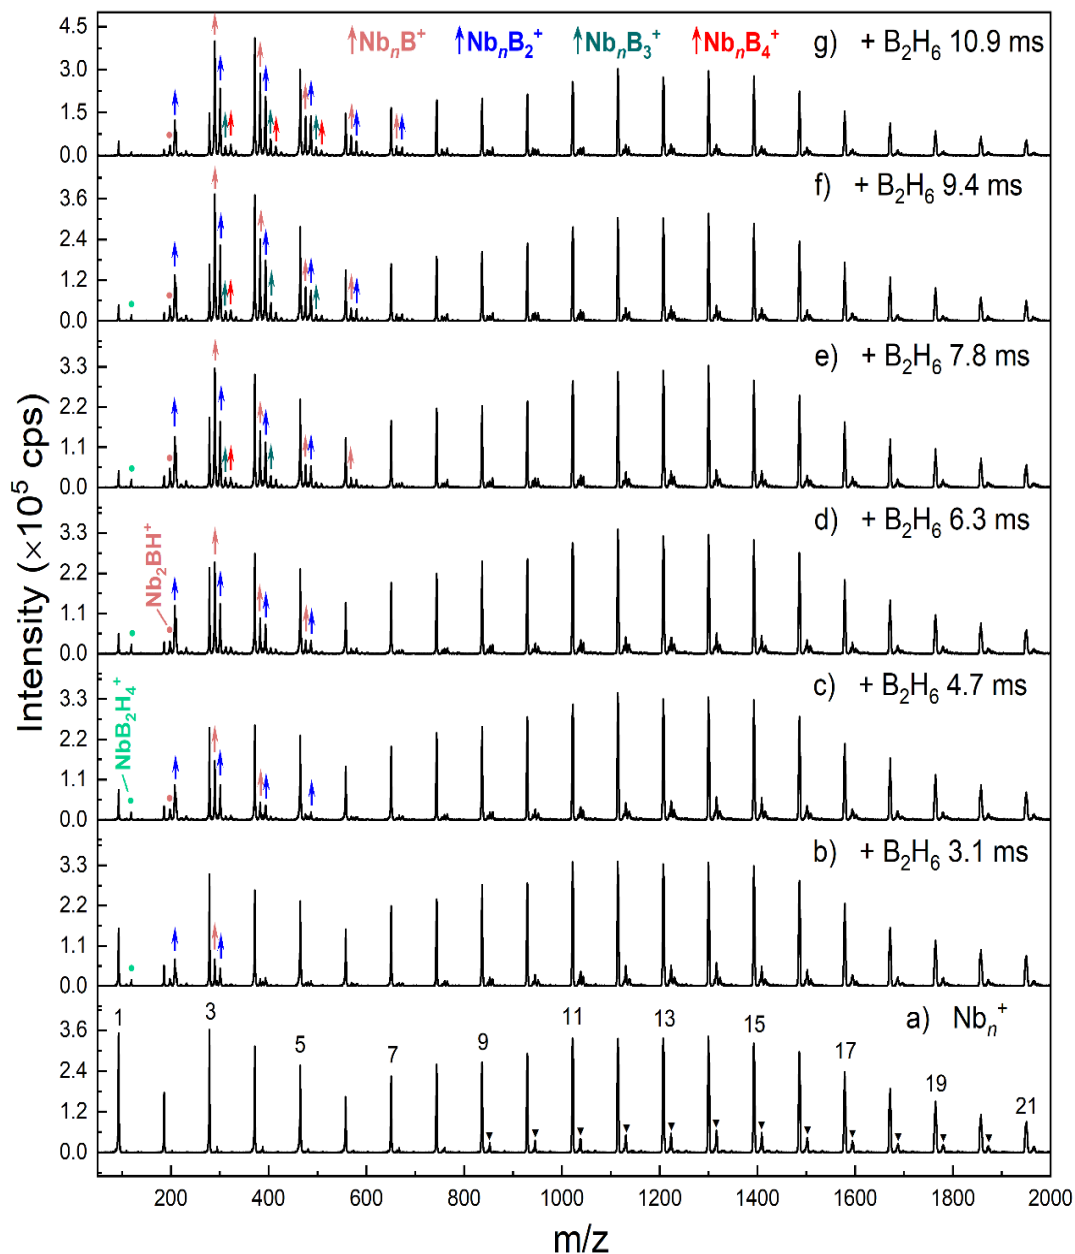 Intensity (×10⁵ cps)
4.5
3.0
1.5
0.0
↑NbₙB⁺ ↑NbₙB₂⁺ ↑NbₙB₃⁺ ↑NbₙB₄⁺
g) + B₂H₆ 10.9 ms
3.6
2.4
1.2
0.0
f) + B₂H₆ 9.4 ms
3.3
2.2
1.1
0.0
e) + B₂H₆ 7.8 ms
3.3
2.2
1.1
0.0
Nb₂BH⁺
d) + B₂H₆ 6.3 ms
3.3
2.2
1.1
0.0
NbB₂H₄⁺
c) + B₂H₆ 4.7 ms
3.3
2.2
1.1
0.0
b) + B₂H₆ 3.1 ms
3.6
2.4
1.2
0.0
a) Nbₙ⁺
1 3 5 7 9 11 13 15 17 19 21
200 400 600 800 1000 1200 1400 1600 1800 2000
m/z